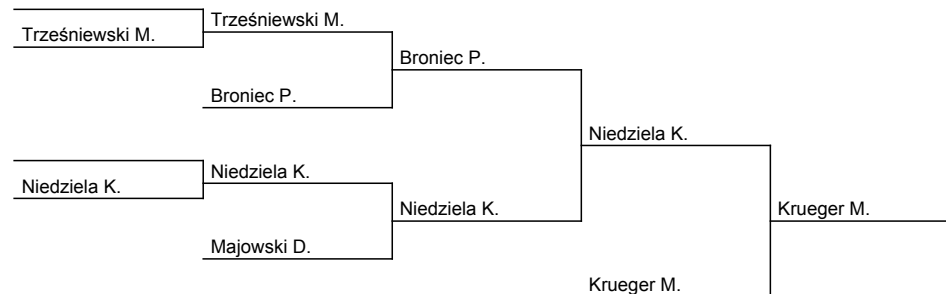 Trześniewski M.
Trześniewski M.
Broniec P.
Broniec P.
Niedziela K.
Niedziela K.
Niedziela K.
Niedziela K.
Majowski D.
Krueger M.
Krueger M.